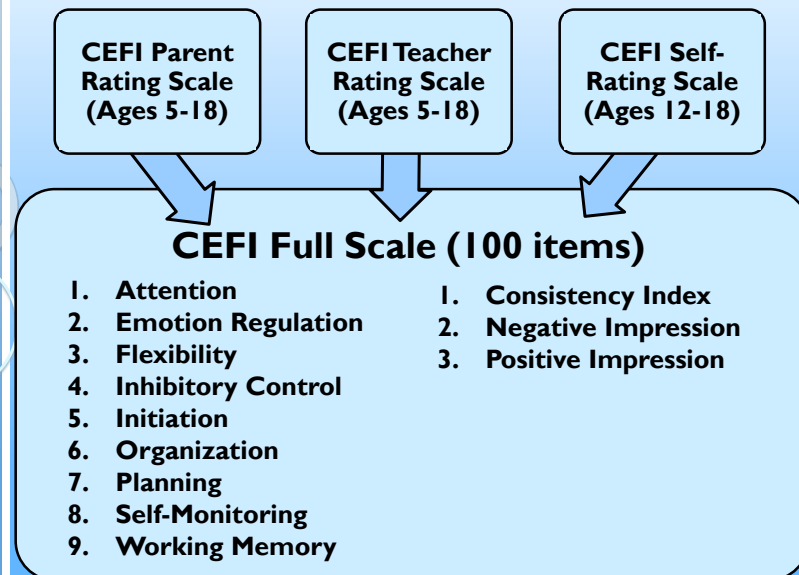 CEFI Parent
Rating Scale
(Ages 5-18)
CEFI Teacher
Rating Scale
(Ages 5-18)
CEFI Self-
Rating Scale
(Ages 12-18)
CEFI Full Scale (100 items)
1. Attention
2. Emotion Regulation
3. Flexibility
4. Inhibitory Control
5. Initiation
6. Organization
7. Planning
8. Self-Monitoring
9. Working Memory
1. Consistency Index
2. Negative Impression
3. Positive Impression